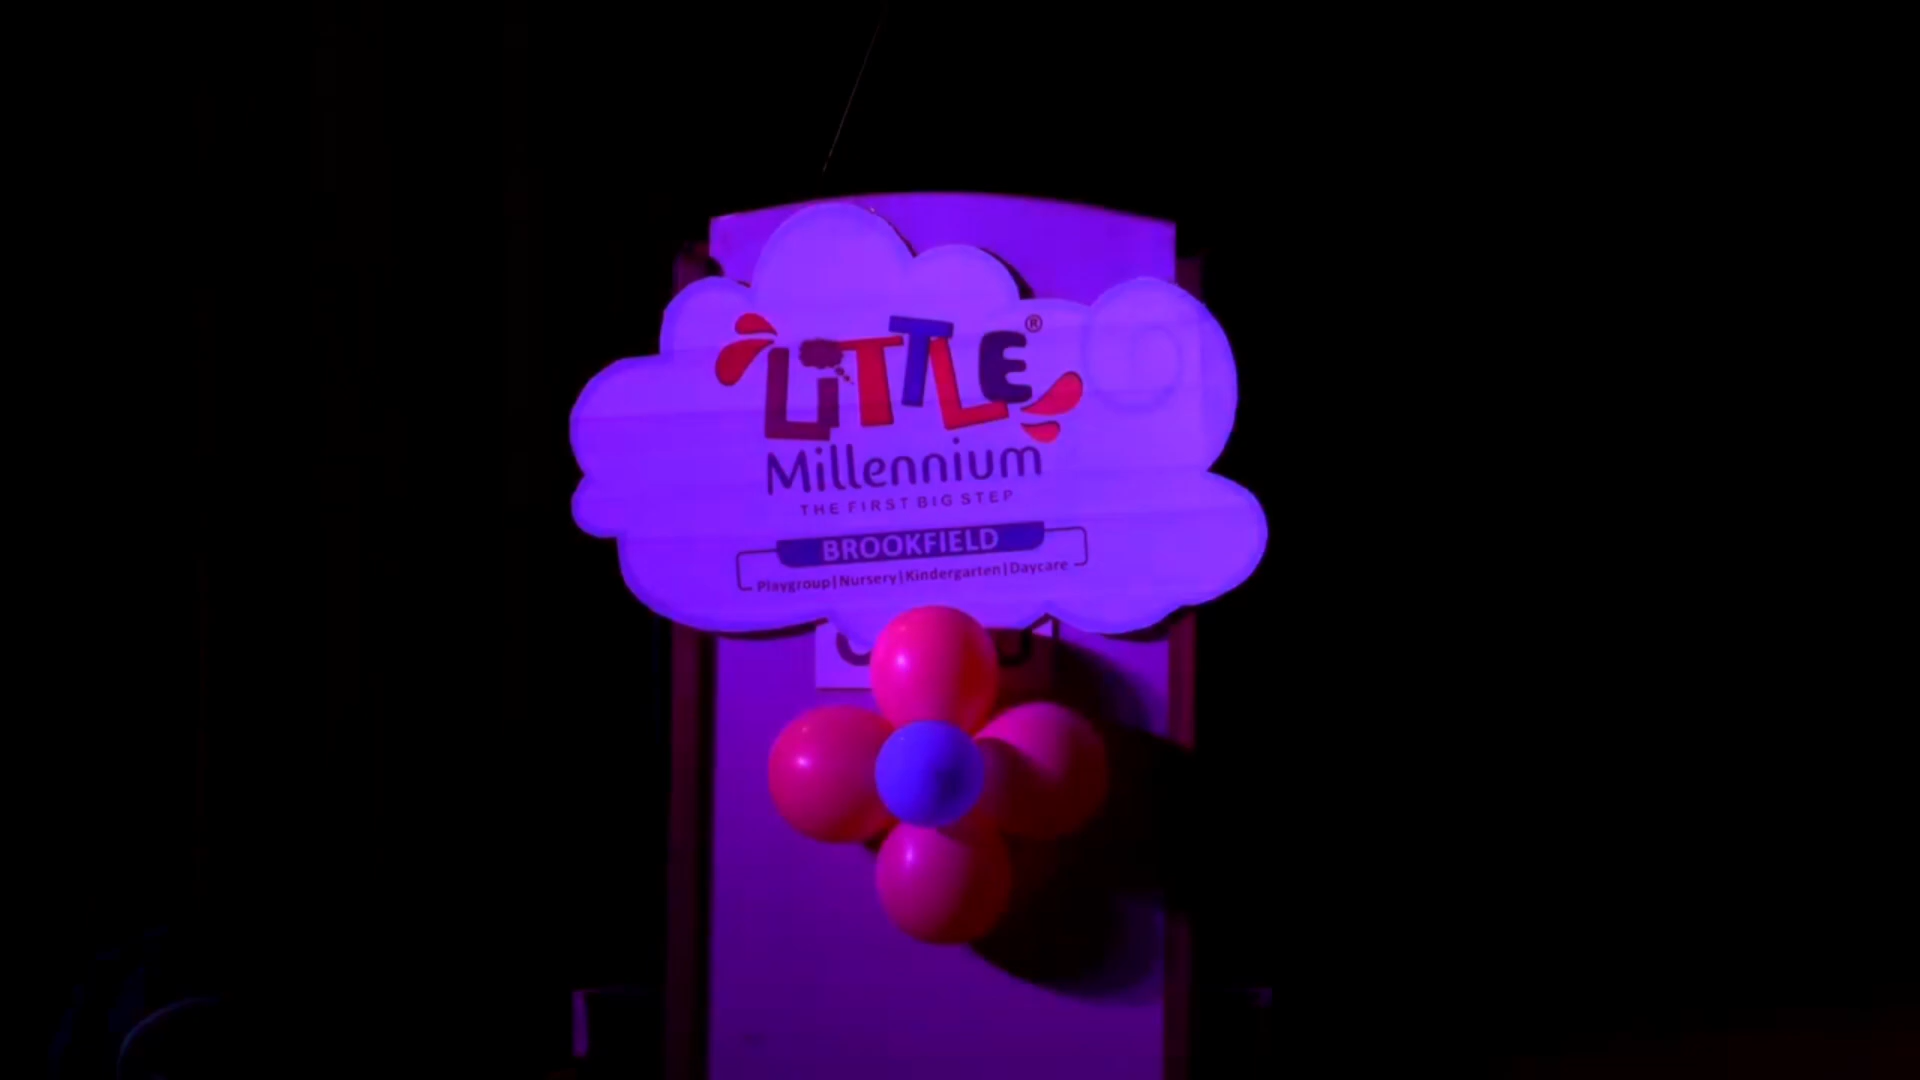 LiTTLE®
Millennium
THE FIRST BIG STEP
BROOKFIELD
Playgroup|Nursery|Kindergarten|Daycare